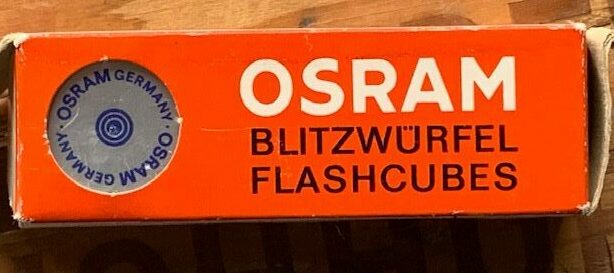 OSRAM GERMANY · OSRAM GERMANY ·
OSRAM
BLITZWÜRFEL
FLASHCUBES